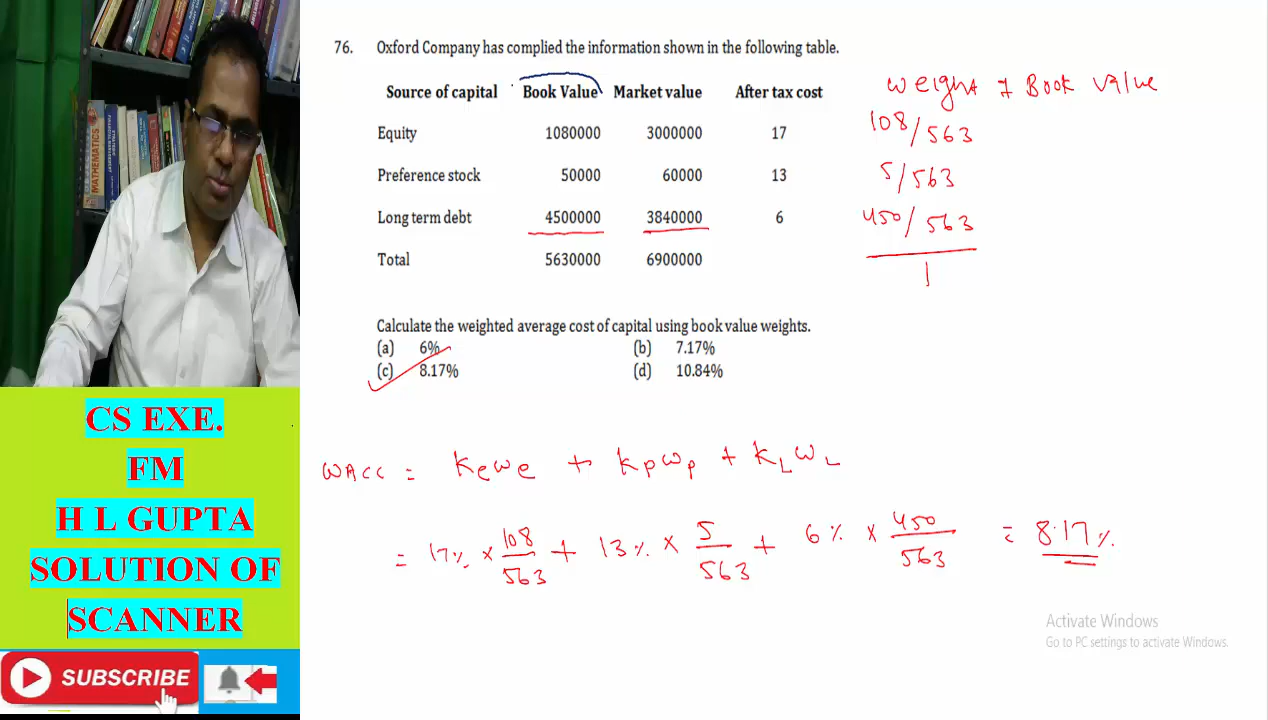 76. Oxford Company has complied the information shown in the following table.
Source of capital Book Value Market value After tax cost
Equity 1080000 3000000 17
Preference stock 50000 60000 13
Long term debt 4500000 3840000 6
Total 5630000 6900000
weight of Book value
108/563
5/563
450/563
1
Calculate the weighted average cost of capital using book value weights.
(a) 6% (b) 7.17%
(c) 8.17% (d) 10.84%
WACC = KeWe + KpWp + KLWL
= 17% × 108/563 + 13% × 5/563 + 6% × 450/563 = 8.17%
MATHEMATICS
CS EXE.
FM
H L GUPTA
SOLUTION OF
SCANNER
SUBSCRIBE
Activate Windows
Go to PC settings to activate Windows.